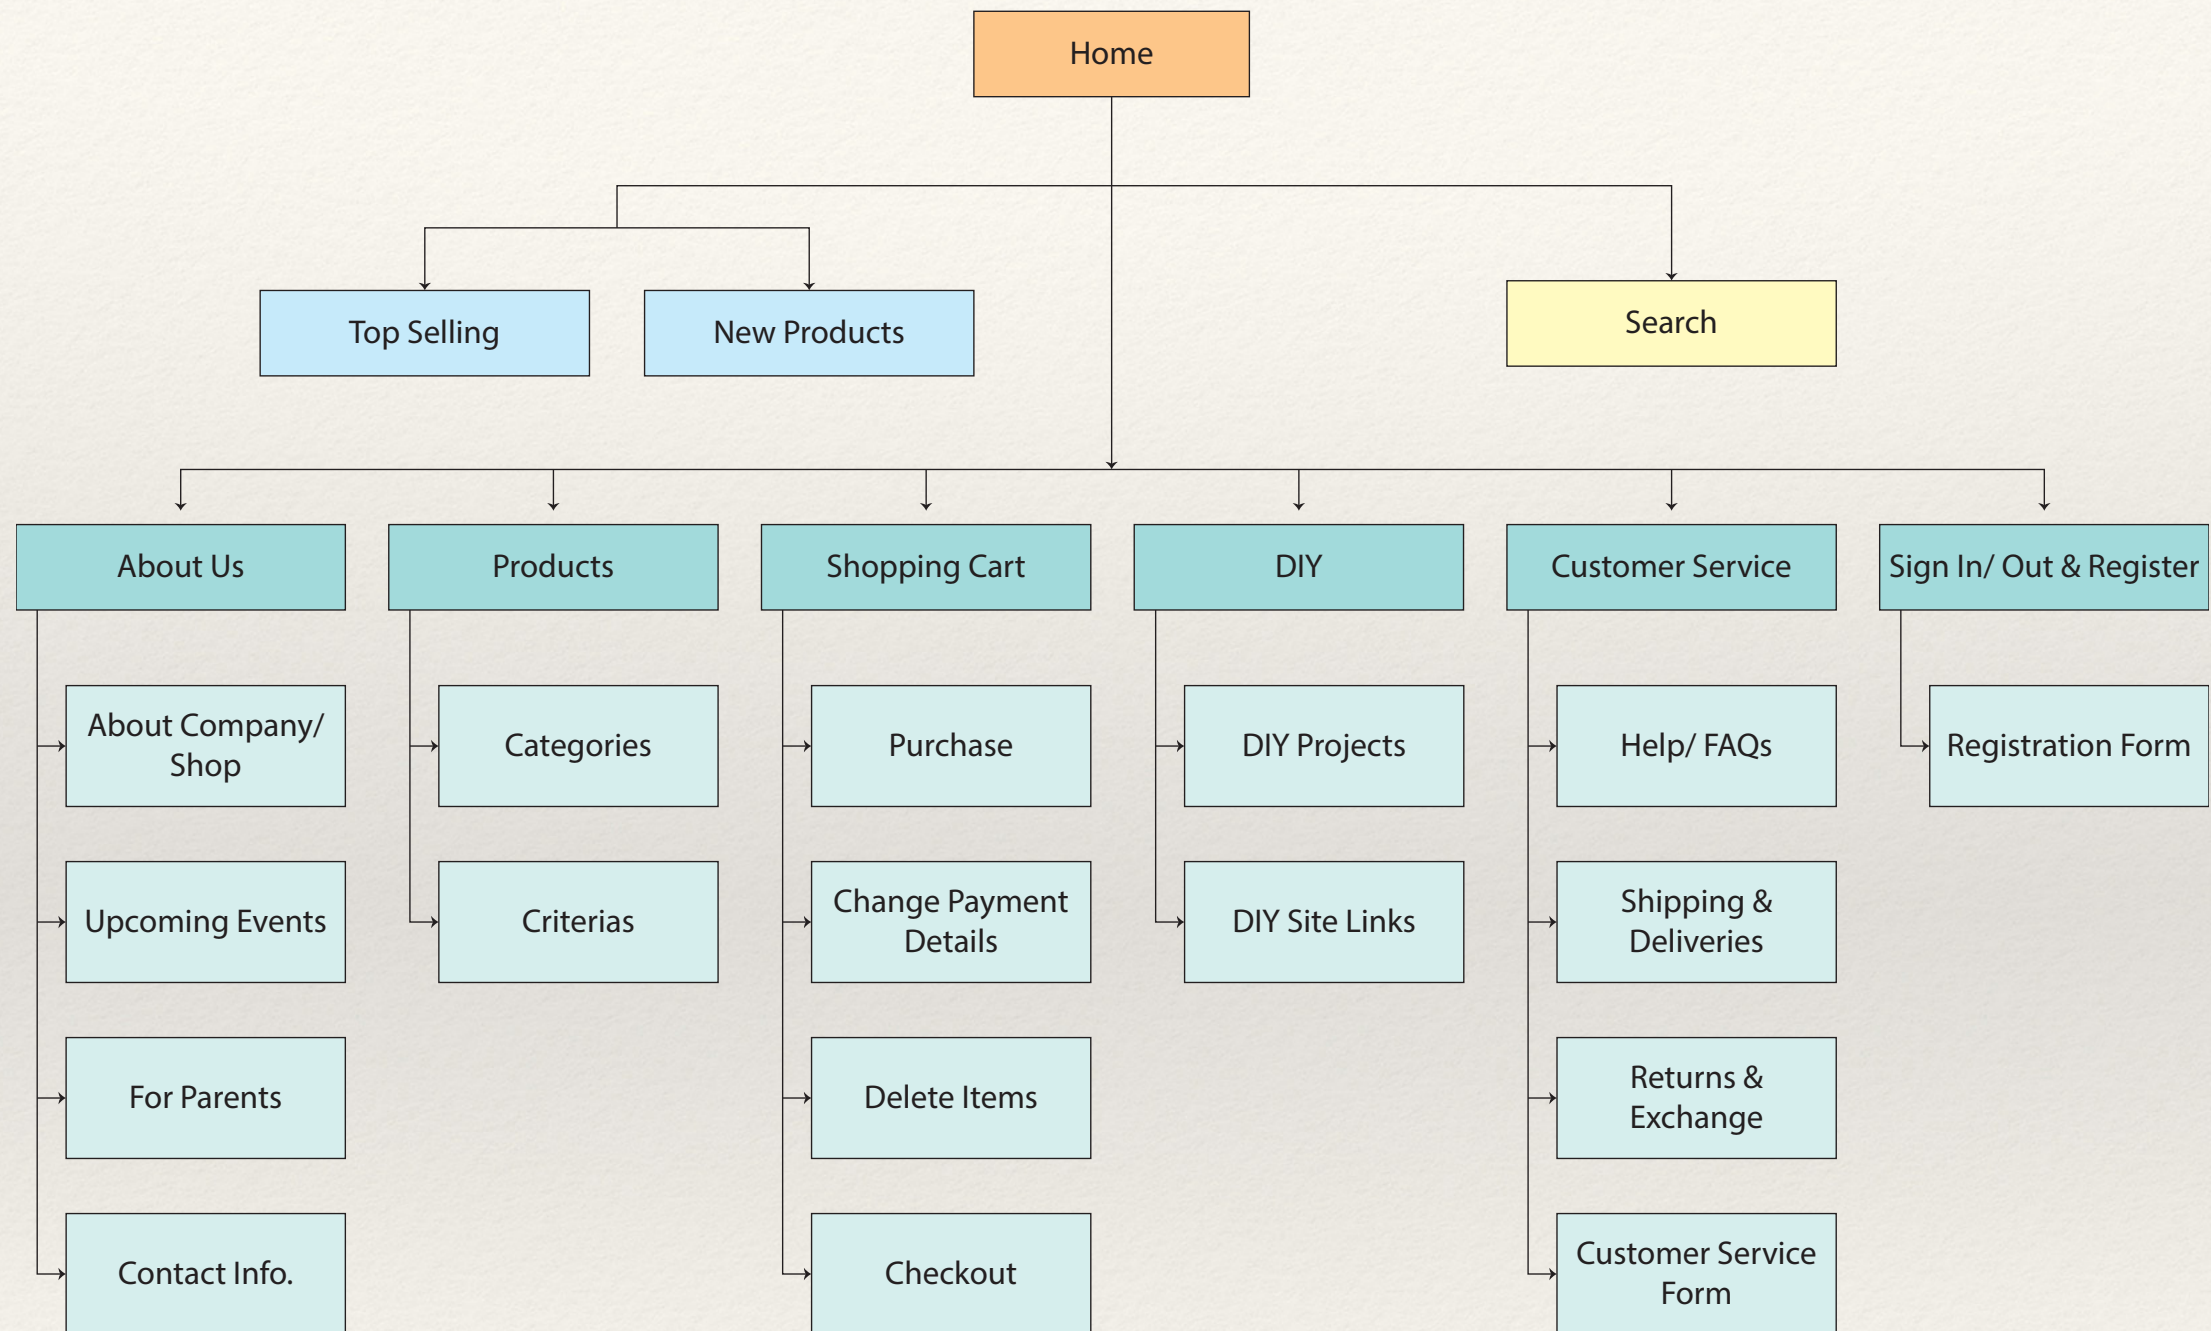 Home
Top Selling
New Products
Search
About Us
Products
Shopping Cart
DIY
Customer Service
Sign In/ Out & Register
About Company/
Shop
Categories
Purchase
DIY Projects
Help/ FAQs
Registration Form
Upcoming Events
Criterias
Change Payment
Details
DIY Site Links
Shipping &
Deliveries
For Parents
Delete Items
Returns &
Exchange
Contact Info.
Checkout
Customer Service
Form